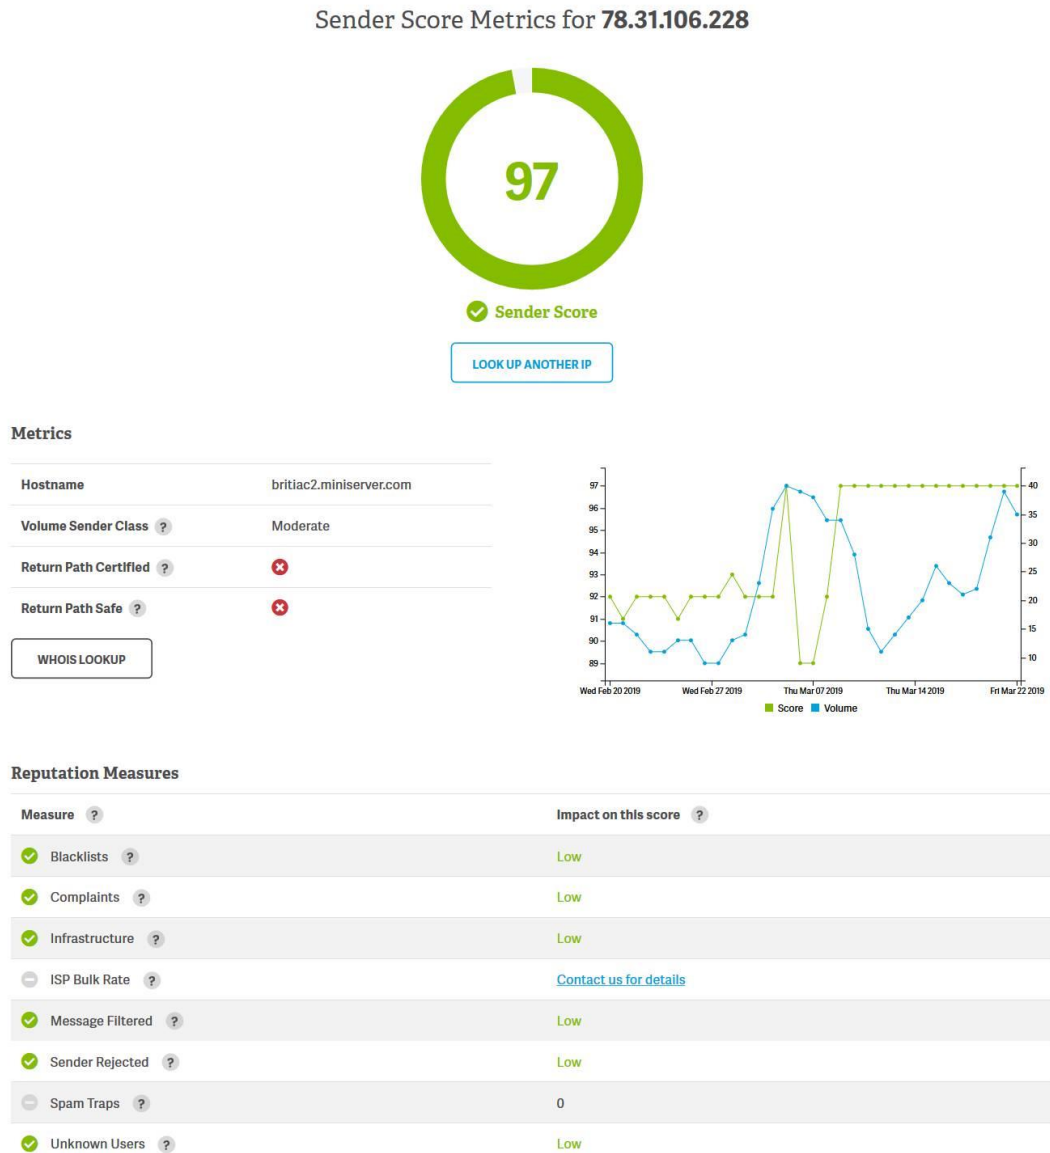 Sender Score Metrics for 78.31.106.228
97
Sender Score
LOOK UP ANOTHER IP
Metrics
Hostname britiac2.miniserver.com
Volume Sender Class ? Moderate
Return Path Certified ?
Return Path Safe ?
WHOIS LOOKUP
97
96
95
94
93
92
91
90
89
40
35
30
25
20
15
10
Wed Feb 20 2019 Wed Feb 27 2019 Thu Mar 07 2019 Thu Mar 14 2019 Fri Mar 22 2019
Score Volume
Reputation Measures
Measure ? Impact on this score ?
Blacklists ? Low
Complaints ? Low
Infrastructure ? Low
ISP Bulk Rate ? Contact us for details
Message Filtered ? Low
Sender Rejected ? Low
Spam Traps ? 0
Unknown Users ? Low